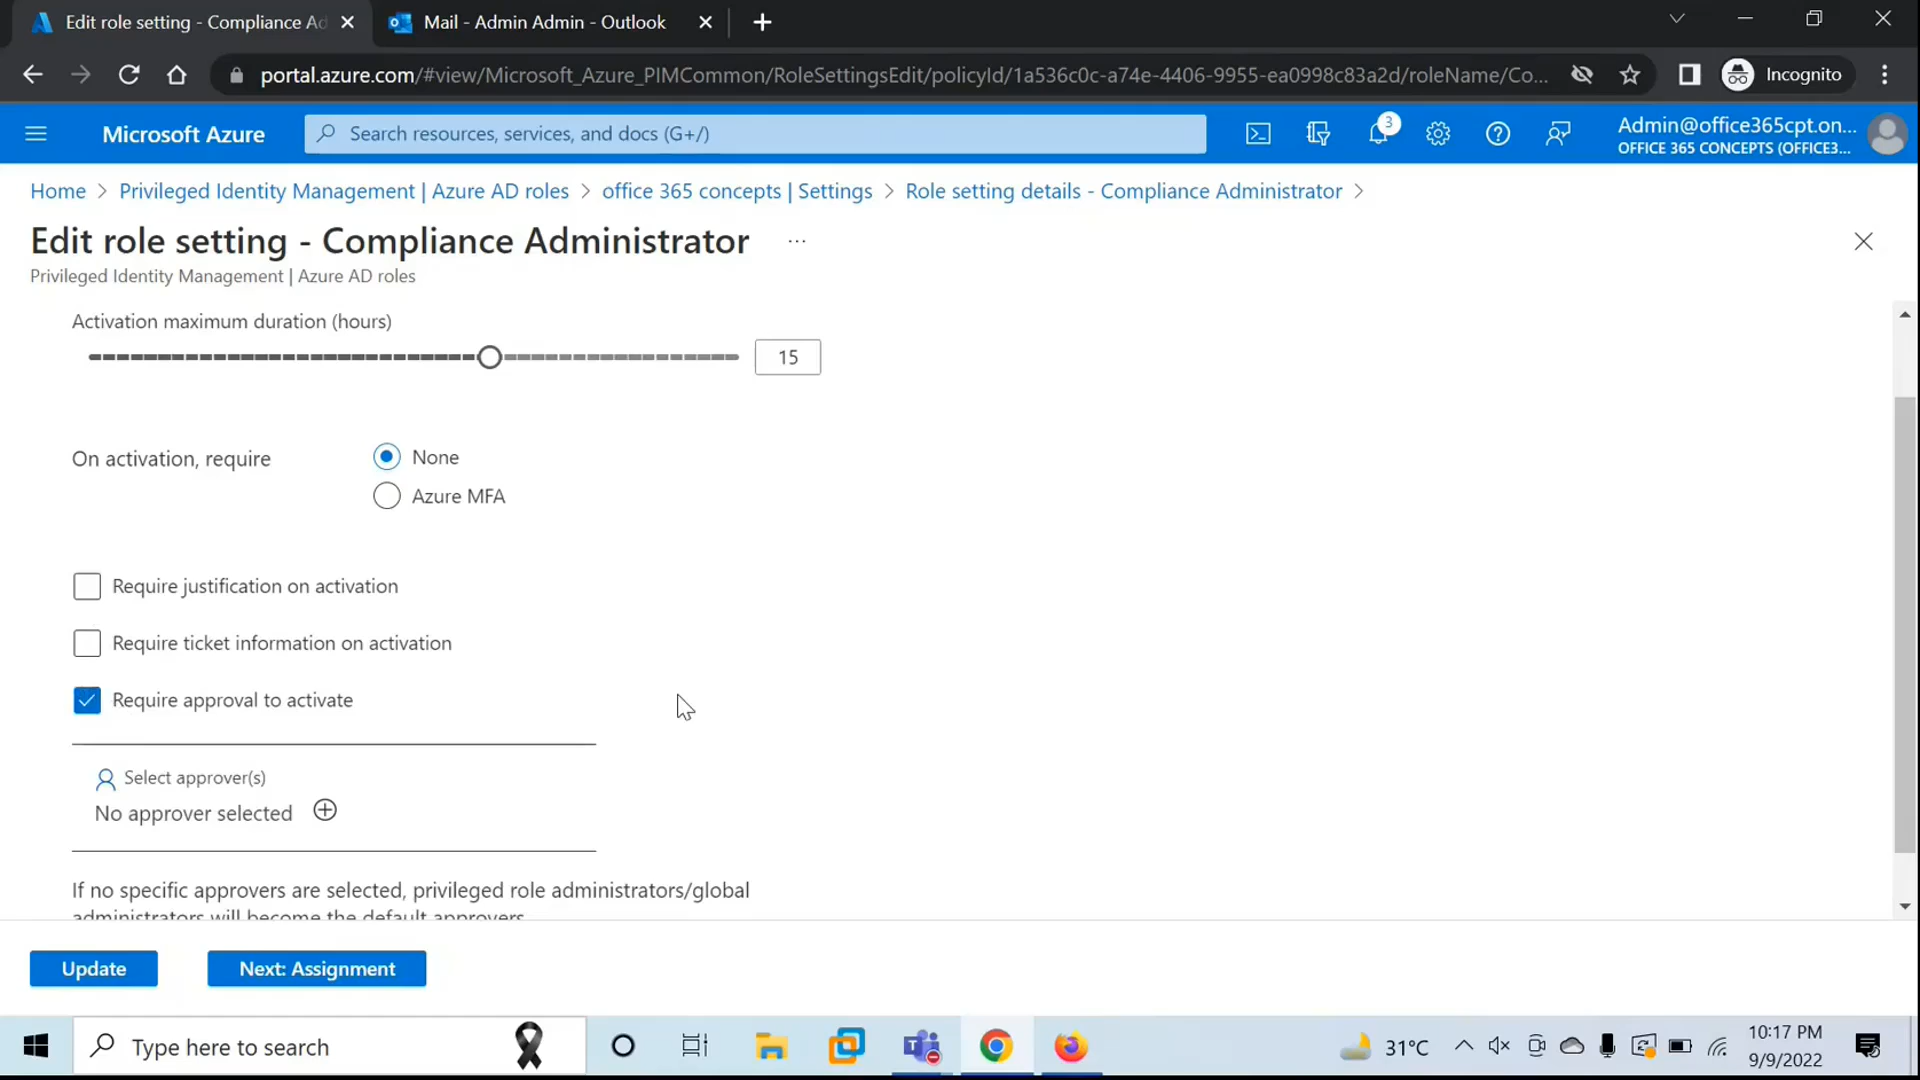 Edit role setting - Compliance Ad
Mail - Admin Admin - Outlook
portal.azure.com/#view/Microsoft_Azure_PIMCommon/RoleSettingsEdit/policyId/1a536c0c-a74e-4406-9955-ea0998c83a2d/roleName/Co...
Incognito
Microsoft Azure
Search resources, services, and docs (G+/)
3
Admin@office365cpt.on...
OFFICE 365 CONCEPTS (OFFICE3...
Home > Privileged Identity Management | Azure AD roles > office 365 concepts | Settings > Role setting details - Compliance Administrator >
Edit role setting - Compliance Administrator ...
Privileged Identity Management | Azure AD roles
Activation maximum duration (hours)
15
On activation, require
None
Azure MFA
Require justification on activation
Require ticket information on activation
Require approval to activate
Select approver(s)
No approver selected
If no specific approvers are selected, privileged role administrators/global
administrators will become the default approvers
Update
Next: Assignment
Type here to search
31°C
10:17 PM
9/9/2022